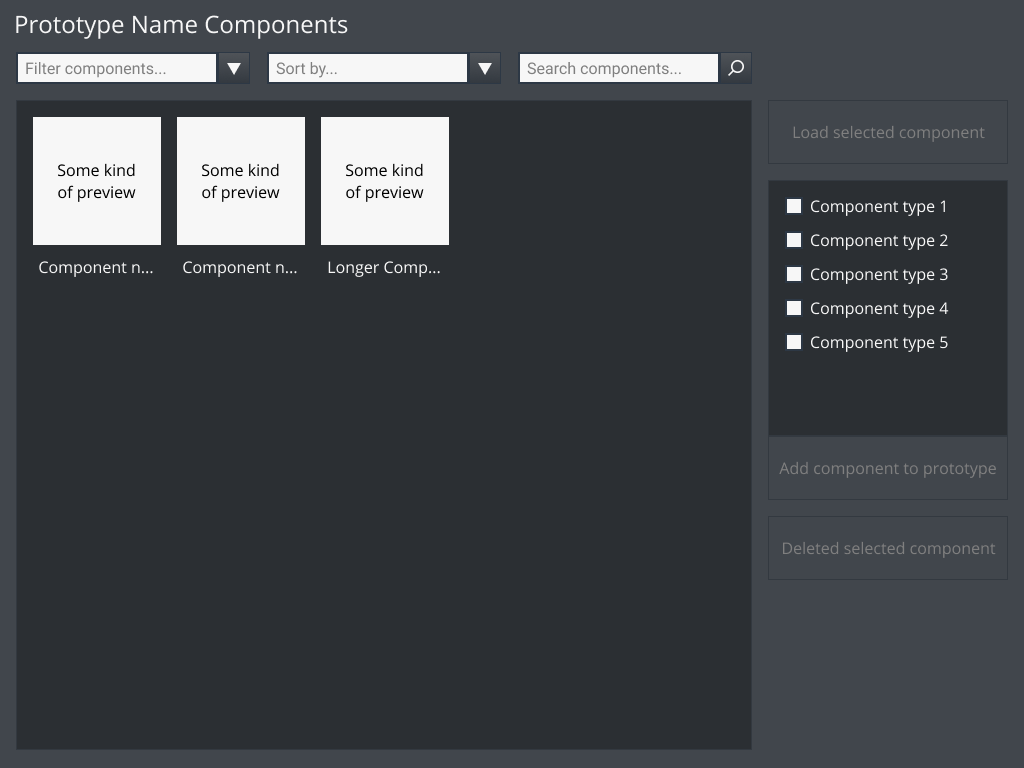 Prototype Name Components
Filter components...
Sort by...
Search components...
Some kind
of preview
Some kind
of preview
Some kind
of preview
Component n...
Component n...
Longer Comp...
Load selected component
Component type 1
Component type 2
Component type 3
Component type 4
Component type 5
Add component to prototype
Deleted selected component